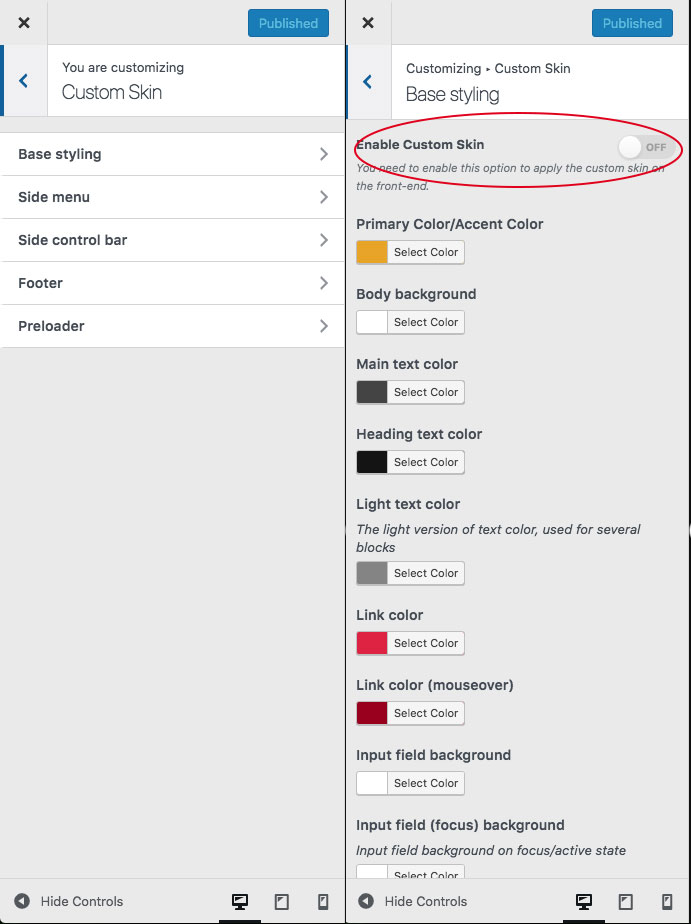 Published
You are customizing
Custom Skin
Base styling
Side menu
Side control bar
Footer
Preloader
Hide Controls
Published
Customizing ▸ Custom Skin
Base styling
Enable Custom Skin
OFF
You need to enable this option to apply the custom skin on
the front-end.
Primary Color/Accent Color
Select Color
Body background
Select Color
Main text color
Select Color
Heading text color
Select Color
Light text color
The light version of text color, used for several
blocks
Select Color
Link color
Select Color
Link color (mouseover)
Select Color
Input field background
Select Color
Input field (focus) background
Input field background on focus/active state
Select Color
Hide Controls